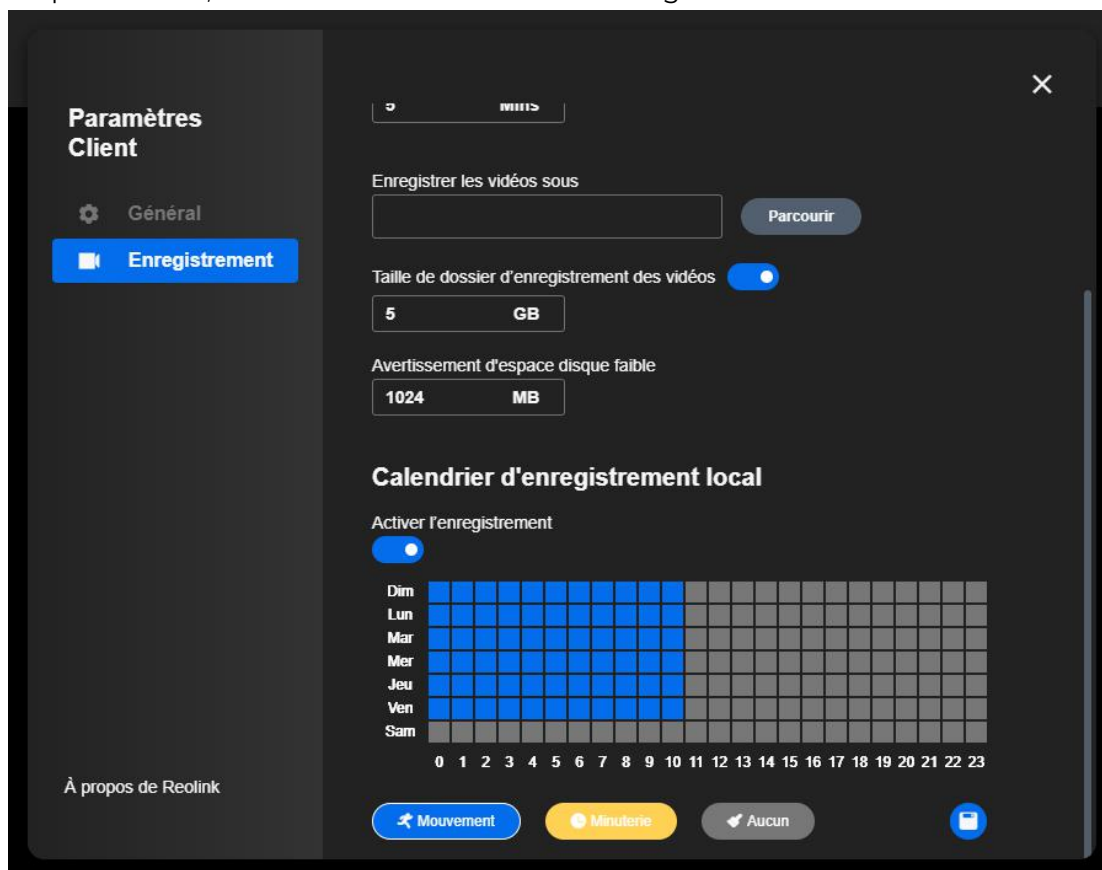 Paramètres
Client
Général
Enregistrement
À propos de Reolink
5 Mins
Enregistrer les vidéos sous
Parcourir
Taille de dossier d'enregistrement des vidéos
5 GB
Avertissement d'espace disque faible
1024 MB
Calendrier d'enregistrement local
Activer l'enregistrement
Dim
Lun
Mar
Mer
Jeu
Ven
Sam
0 1 2 3 4 5 6 7 8 9 10 11 12 13 14 15 16 17 18 19 20 21 22 23
Mouvement Minuterie Aucun